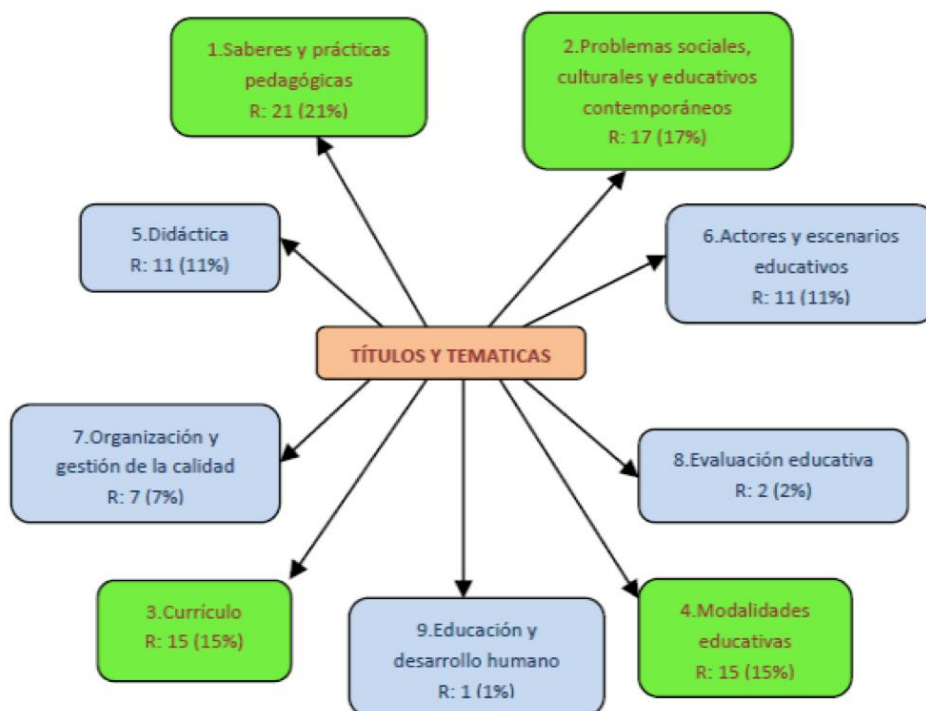 1.Saberes y prácticas
pedagógicas
R: 21 (21%)
2.Problemas sociales,
culturales y educativos
contemporáneos
R: 17 (17%)
5.Didáctica
R: 11 (11%)
6.Actores y escenarios
educativos
R: 11 (11%)
TÍTULOS Y TEMATICAS
7.Organización y
gestión de la calidad
R: 7 (7%)
8.Evaluación educativa
R: 2 (2%)
3.Currículo
R: 15 (15%)
9.Educación y
desarrollo humano
R: 1 (1%)
4.Modalidades
educativas
R: 15 (15%)